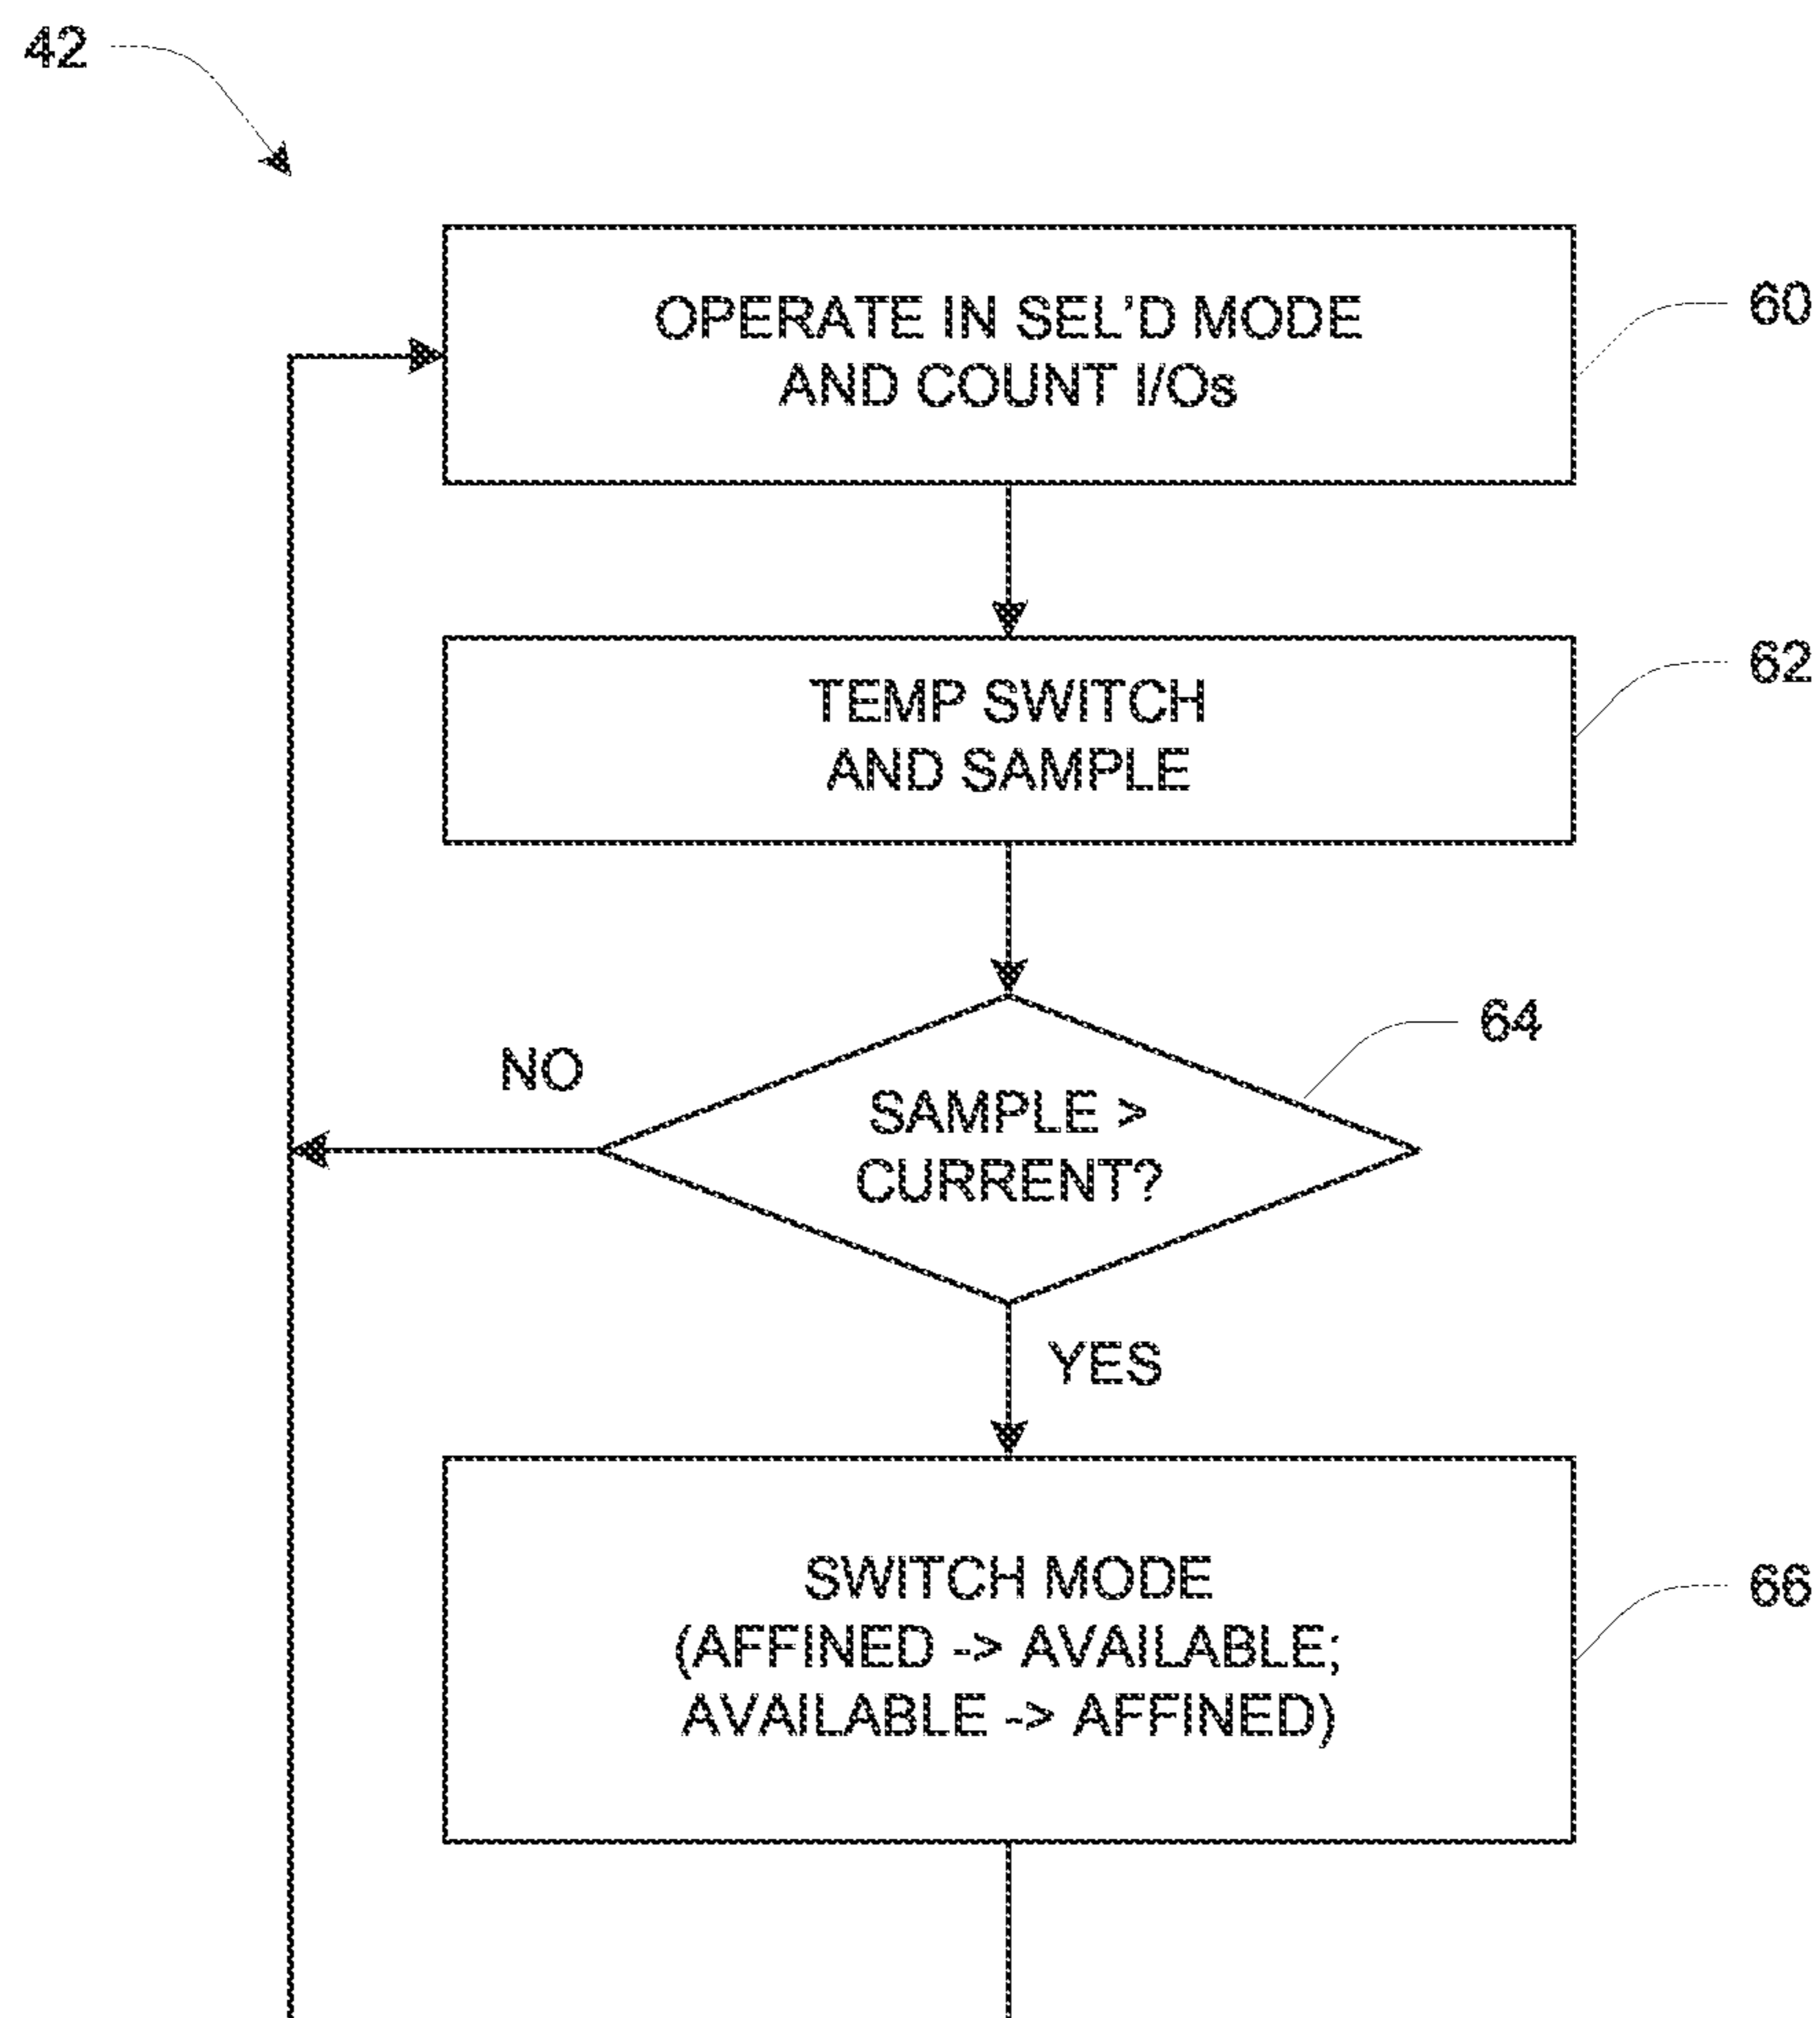 42
OPERATE IN SEL'D MODE
AND COUNT I/Os
60
TEMP SWITCH
AND SAMPLE
62
64
NO
SAMPLE >
CURRENT?
YES
SWITCH MODE
(AFFINED -> AVAILABLE;
AVAILABLE -> AFFINED)
66